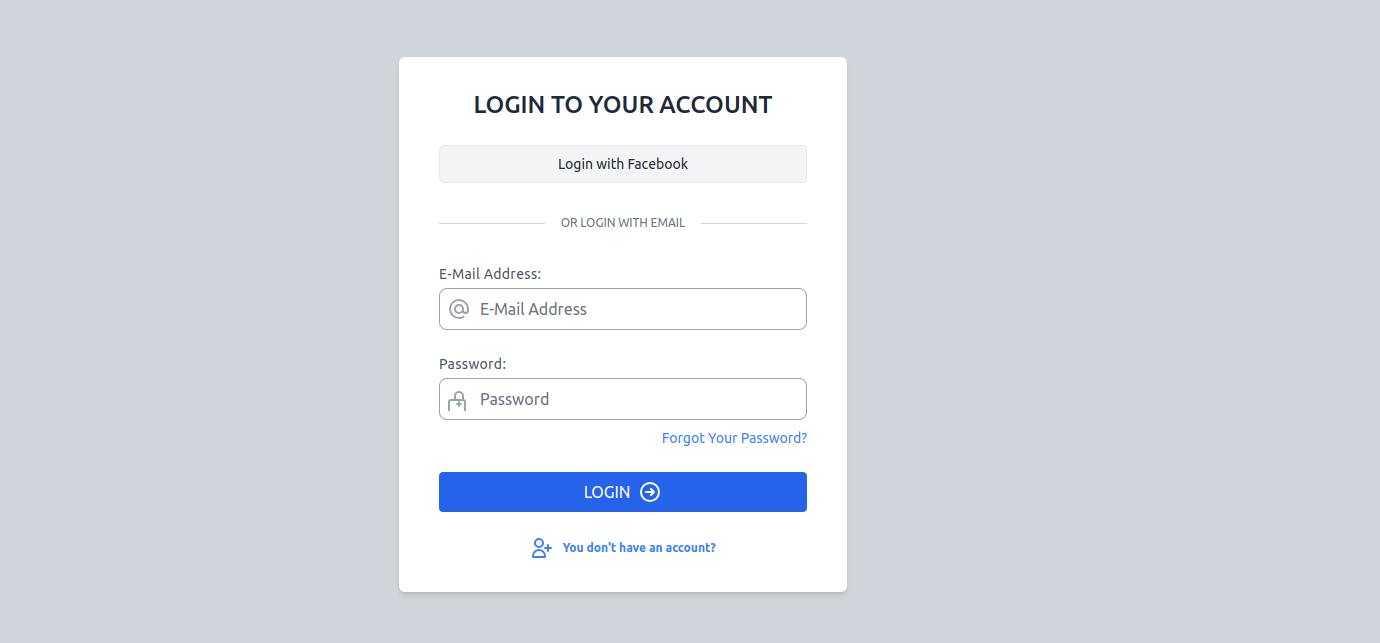 LOGIN TO YOUR ACCOUNT
Login with Facebook
OR LOGIN WITH EMAIL
E-Mail Address:
E-Mail Address
Password:
Password
Forgot Your Password?
LOGIN
You don't have an account?